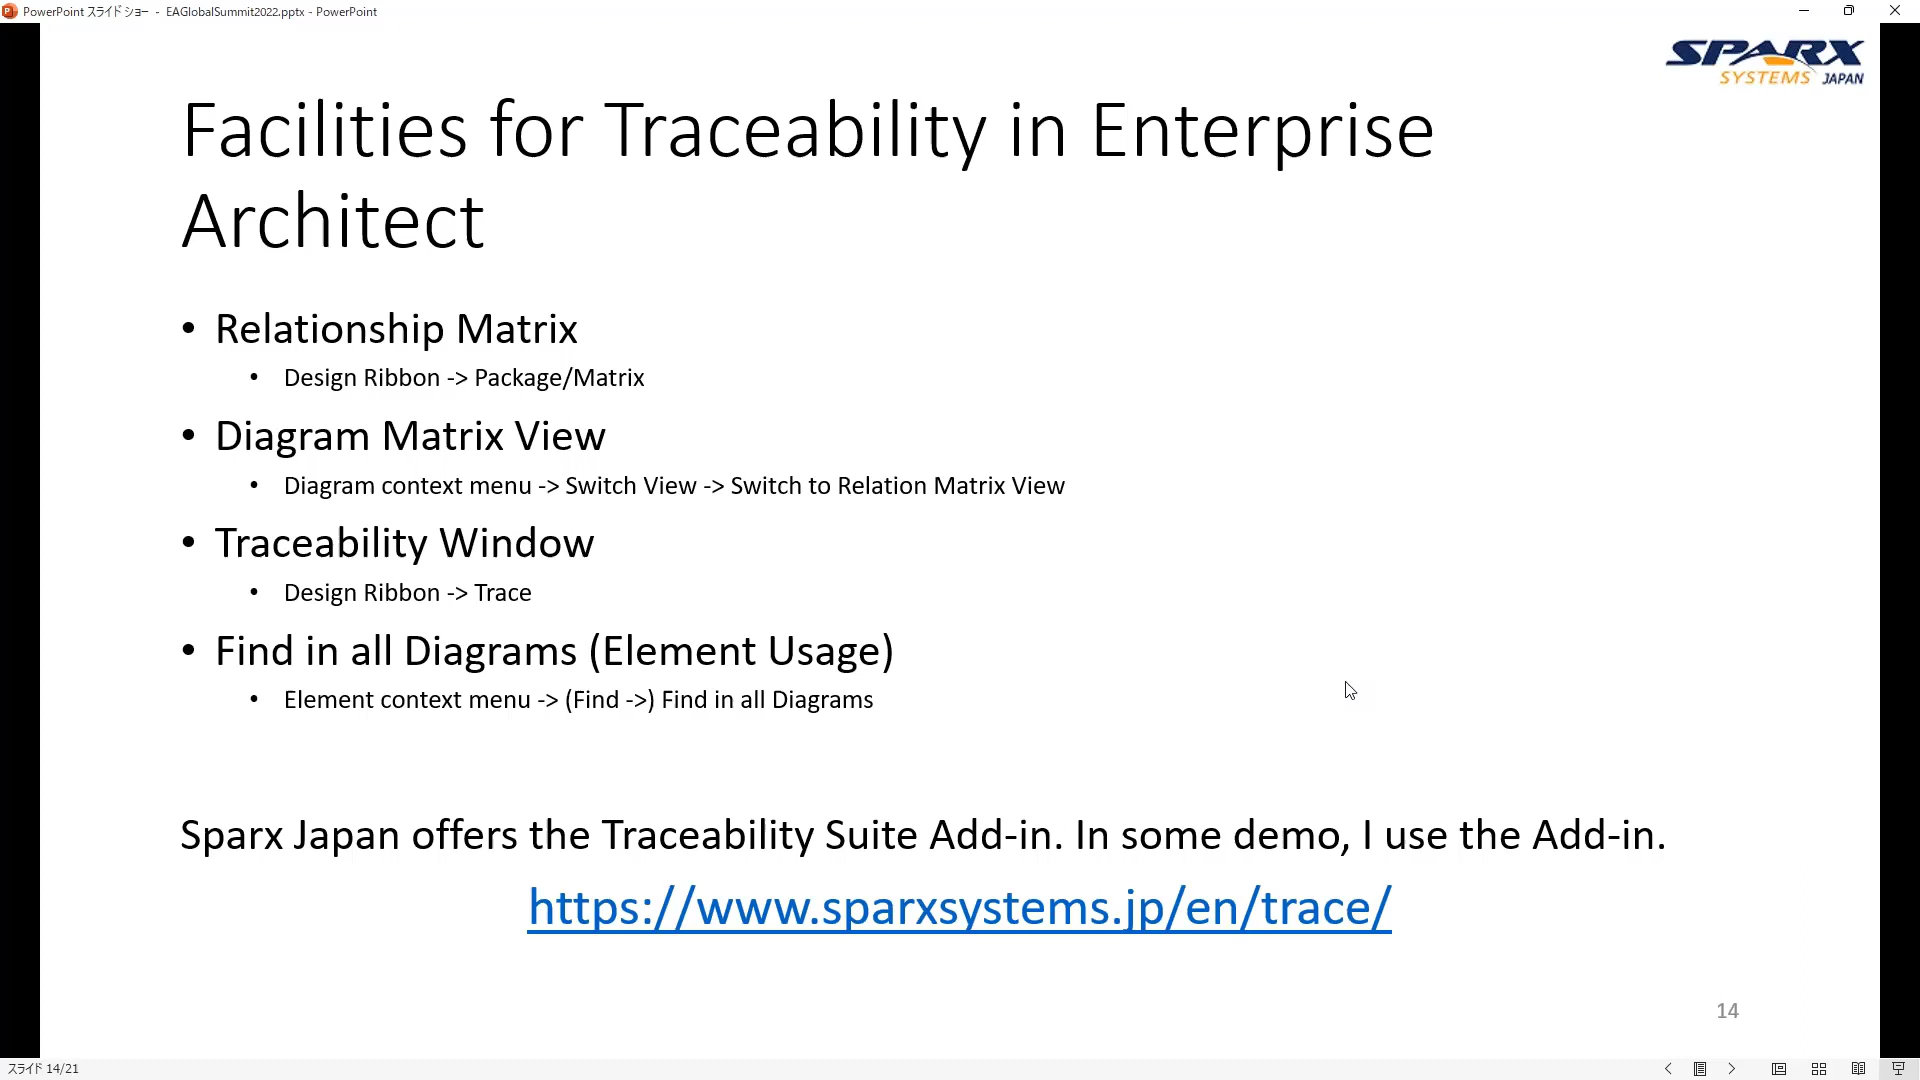 PowerPoint スライド ショー - EAGlobalSummit2022.pptx - PowerPoint
SPARX
SYSTEMS JAPAN
Facilities for Traceability in Enterprise
Architect
• Relationship Matrix
• Design Ribbon -> Package/Matrix
• Diagram Matrix View
• Diagram context menu -> Switch View -> Switch to Relation Matrix View
• Traceability Window
• Design Ribbon -> Trace
• Find in all Diagrams (Element Usage)
• Element context menu -> (Find ->) Find in all Diagrams
Sparx Japan offers the Traceability Suite Add-in. In some demo, I use the Add-in.
https://www.sparxsystems.jp/en/trace/
14
スライド 14/21